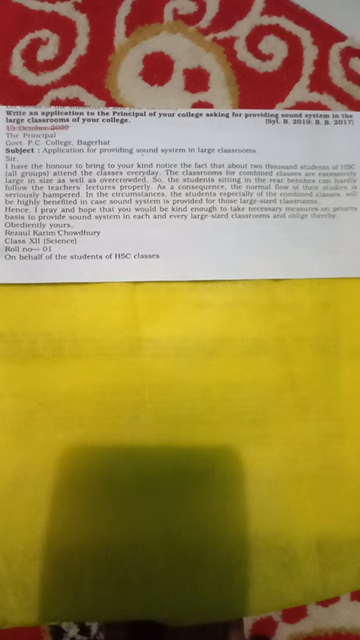 Write an application to the Principal of your college asking for providing sound system in the
large classrooms of your college. [Syl. B. 2019; B. B. 2017]
15 October 2020
The Principal
Govt. P.C. College, Bagerhat
Subject : Application for providing sound system in large classrooms.
Sir,
I have the honour to bring to your kind notice the fact that about two thousand students of HSC
(all groups) attend the classes everyday. The classrooms for combined classes are excessively
large in size as well as overcrowded. So, the students sitting in the rear benches can hardly
follow the teachers' lectures properly. As a consequence, the normal flow of their studies is
seriously hampered. In the circumstances, the students especially of the combined classes, will
be highly benefited in case sound system is provided for those large-sized classrooms.
Hence, I pray and hope that you would be kind enough to take necessary measures on priority
basis to provide sound system in each and every large-sized classrooms and oblige thereby.
Obediently yours,
Rezaul Karim Chowdhury
Class XII (Science)
Roll no— 01
On behalf of the students of HSC classes